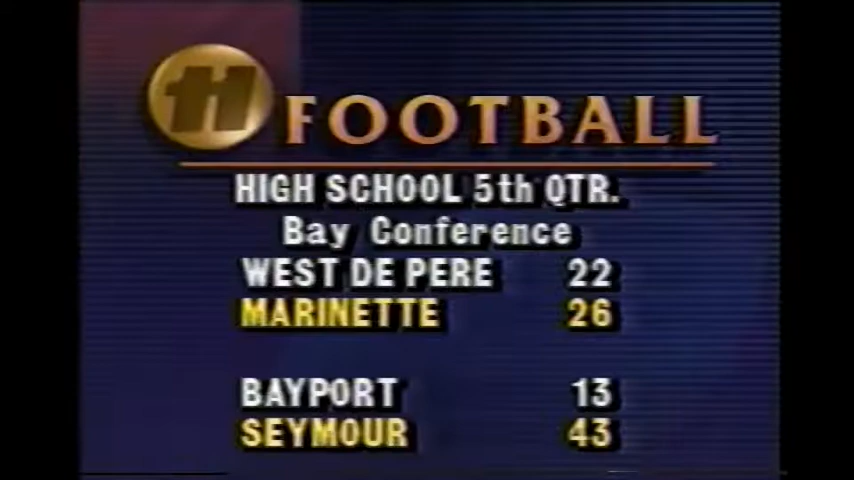 11
FOOTBALL
HIGH SCHOOL 5th QTR.
Bay Conference
WEST DE PERE 22
MARINETTE 26
BAYPORT 13
SEYMOUR 43